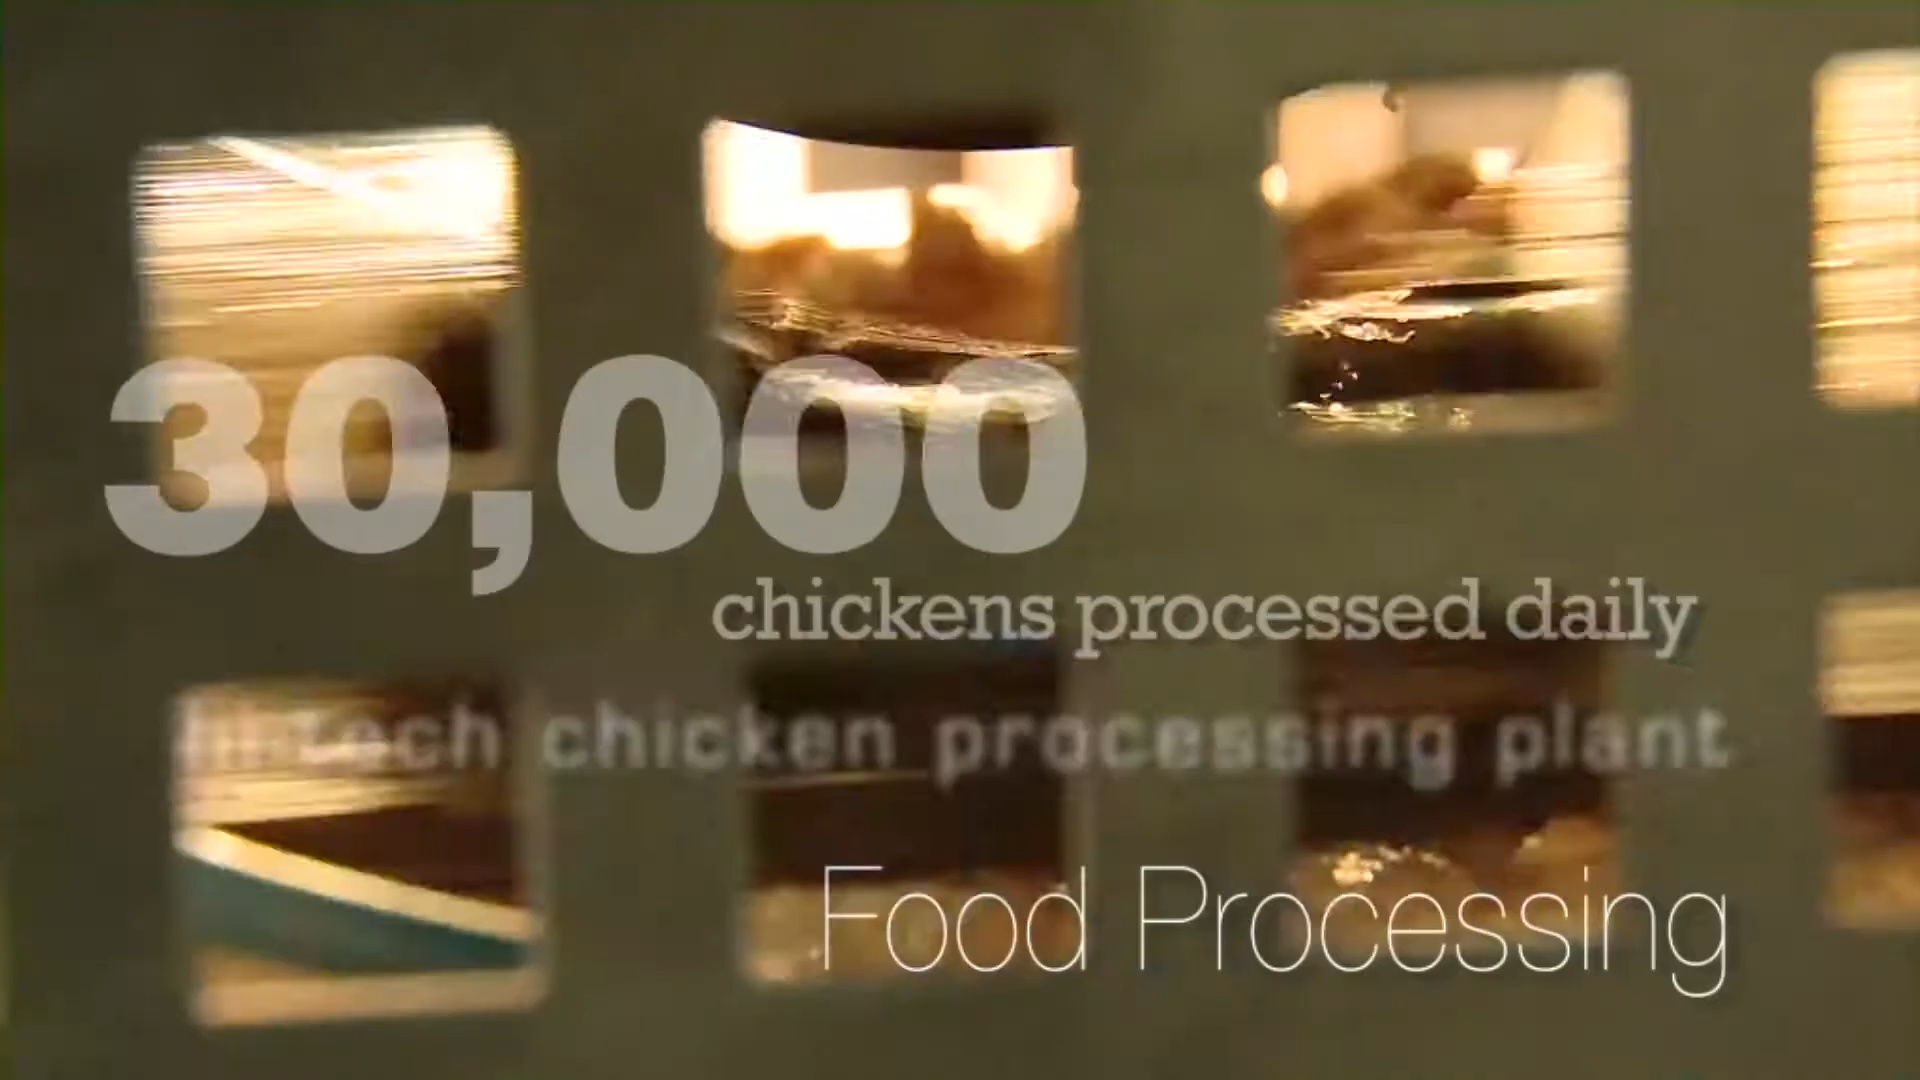 30,000
chickens processed daily
chicken processing plant
Food Processing